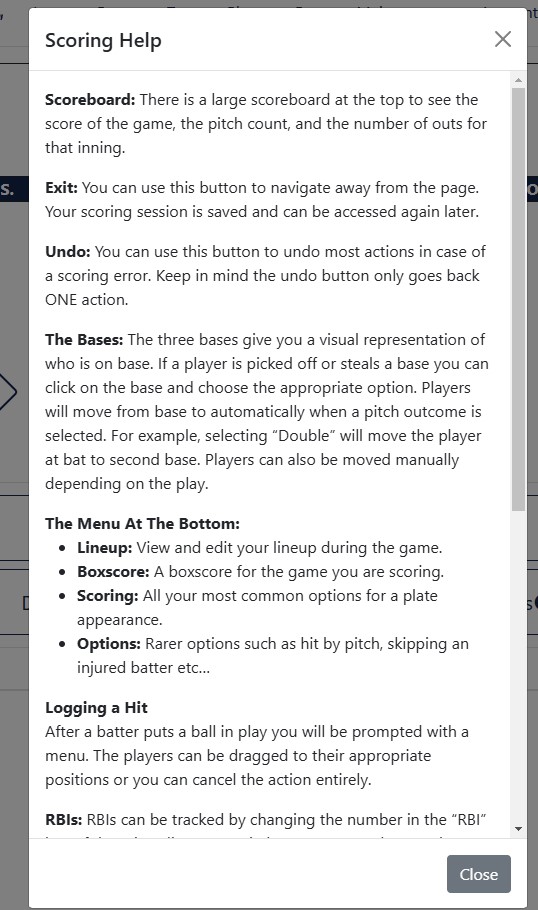 Scoring Help
Scoreboard: There is a large scoreboard at the top to see the
score of the game, the pitch count, and the number of outs for
that inning.
Exit: You can use this button to navigate away from the page.
Your scoring session is saved and can be accessed again later.
Undo: You can use this button to undo most actions in case of
a scoring error. Keep in mind the undo button only goes back
ONE action.
The Bases: The three bases give you a visual representation of
who is on base. If a player is picked off or steals a base you can
click on the base and choose the appropriate option. Players
will move from base to automatically when a pitch outcome is
selected. For example, selecting “Double” will move the player
at bat to second base. Players can also be moved manually
depending on the play.
The Menu At The Bottom:
• Lineup: View and edit your lineup during the game.
• Boxscore: A boxscore for the game you are scoring.
• Scoring: All your most common options for a plate
appearance.
• Options: Rarer options such as hit by pitch, skipping an
injured batter etc...
Logging a Hit
After a batter puts a ball in play you will be prompted with a
menu. The players can be dragged to their appropriate
positions or you can cancel the action entirely.
RBIs: RBIs can be tracked by changing the number in the “RBI”
Close